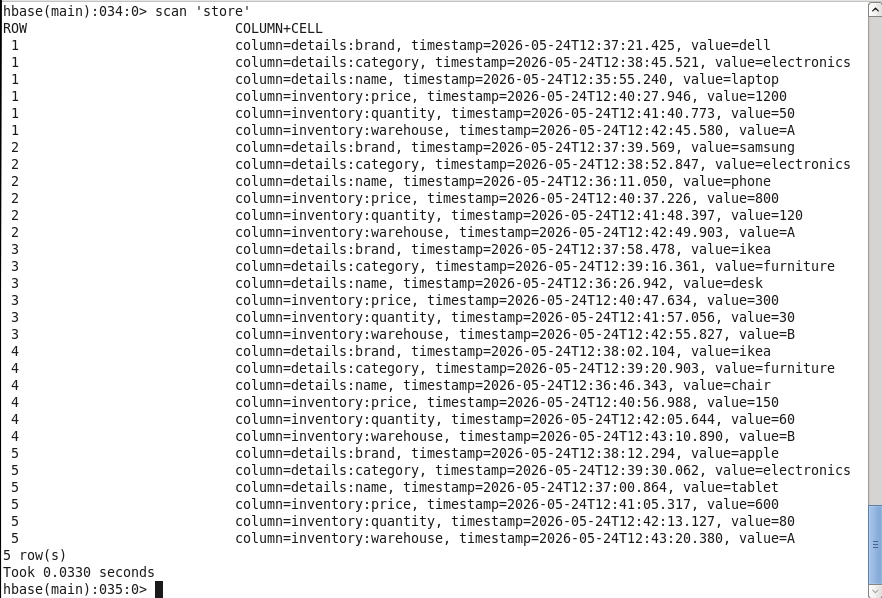 hbase(main):034:0> scan 'store'
ROW COLUMN+CELL
1 column=details:brand, timestamp=2026-05-24T12:37:21.425, value=dell
1 column=details:category, timestamp=2026-05-24T12:38:45.521, value=electronics
1 column=details:name, timestamp=2026-05-24T12:35:55.240, value=laptop
1 column=inventory:price, timestamp=2026-05-24T12:40:27.946, value=1200
1 column=inventory:quantity, timestamp=2026-05-24T12:41:40.773, value=50
1 column=inventory:warehouse, timestamp=2026-05-24T12:42:45.580, value=A
2 column=details:brand, timestamp=2026-05-24T12:37:39.569, value=samsung
2 column=details:category, timestamp=2026-05-24T12:38:52.847, value=electronics
2 column=details:name, timestamp=2026-05-24T12:36:11.050, value=phone
2 column=inventory:price, timestamp=2026-05-24T12:40:37.226, value=800
2 column=inventory:quantity, timestamp=2026-05-24T12:41:48.397, value=120
2 column=inventory:warehouse, timestamp=2026-05-24T12:42:49.903, value=A
3 column=details:brand, timestamp=2026-05-24T12:37:58.478, value=ikea
3 column=details:category, timestamp=2026-05-24T12:39:16.361, value=furniture
3 column=details:name, timestamp=2026-05-24T12:36:26.942, value=desk
3 column=inventory:price, timestamp=2026-05-24T12:40:47.634, value=300
3 column=inventory:quantity, timestamp=2026-05-24T12:41:57.056, value=30
3 column=inventory:warehouse, timestamp=2026-05-24T12:42:55.827, value=B
4 column=details:brand, timestamp=2026-05-24T12:38:02.104, value=ikea
4 column=details:category, timestamp=2026-05-24T12:39:20.903, value=furniture
4 column=details:name, timestamp=2026-05-24T12:36:46.343, value=chair
4 column=inventory:price, timestamp=2026-05-24T12:40:56.988, value=150
4 column=inventory:quantity, timestamp=2026-05-24T12:42:05.644, value=60
4 column=inventory:warehouse, timestamp=2026-05-24T12:43:10.890, value=B
5 column=details:brand, timestamp=2026-05-24T12:38:12.294, value=apple
5 column=details:category, timestamp=2026-05-24T12:39:30.062, value=electronics
5 column=details:name, timestamp=2026-05-24T12:37:00.864, value=tablet
5 column=inventory:price, timestamp=2026-05-24T12:41:05.317, value=600
5 column=inventory:quantity, timestamp=2026-05-24T12:42:13.127, value=80
5 column=inventory:warehouse, timestamp=2026-05-24T12:43:20.380, value=A
5 row(s)
Took 0.0330 seconds
hbase(main):035:0>